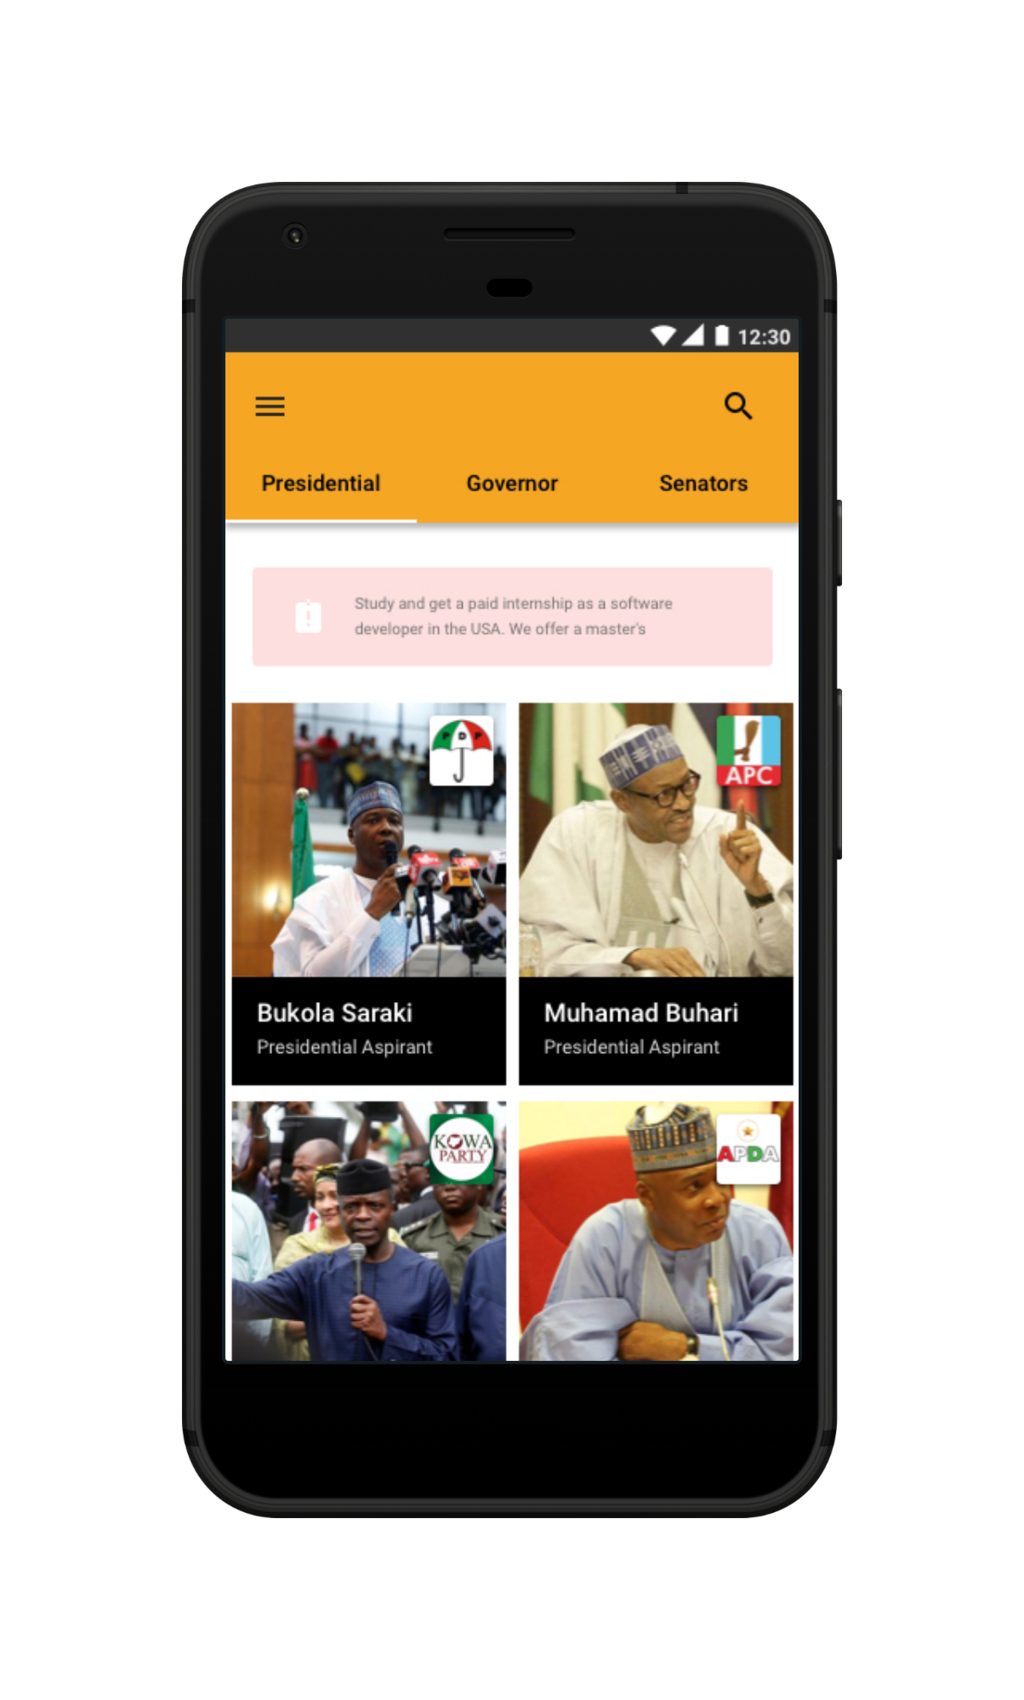 12:30
Presidential Governor Senators
Study and get a paid internship as a software
developer in the USA. We offer a master's
PDP
APC
Bukola Saraki
Presidential Aspirant
Muhamad Buhari
Presidential Aspirant
KOWA
PARTY
APDA